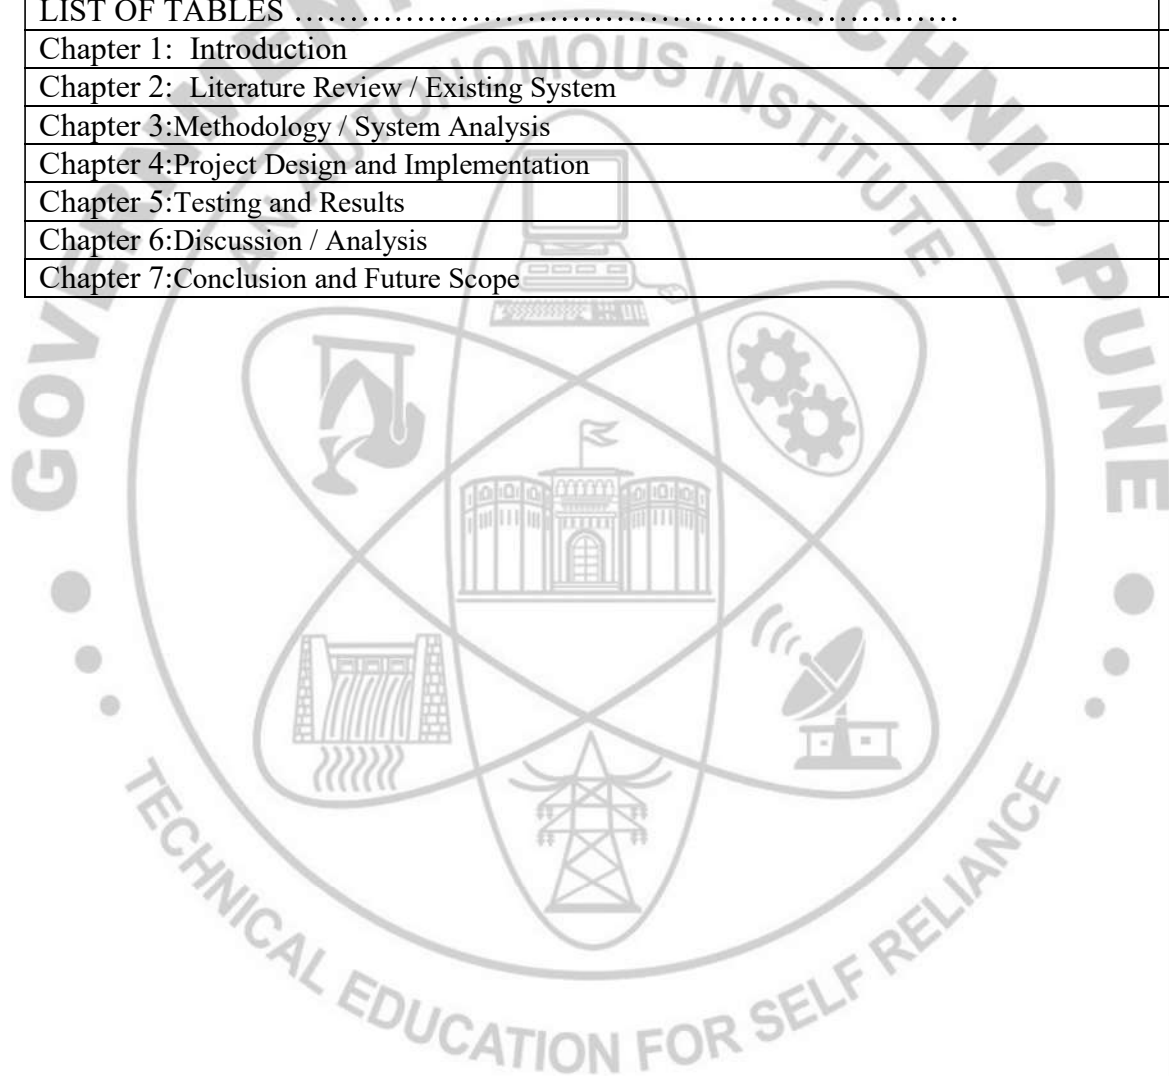 LIST OF TABLES ……………………………………………………………
Chapter 1:  Introduction
Chapter 2:  Literature Review / Existing System
Chapter 3:Methodology / System Analysis
Chapter 4:Project Design and Implementation
Chapter 5:Testing and Results
Chapter 6:Discussion / Analysis
Chapter 7:Conclusion and Future Scope
AN AUTONOMOUS INSTITUTE
TECHNICAL EDUCATION FOR SELF RELIANCE
PUNE